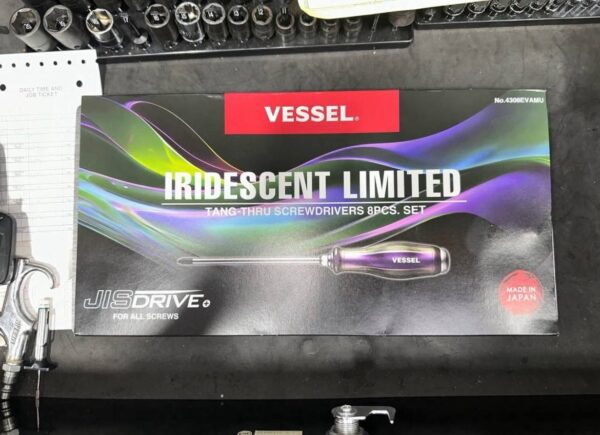 DAILY TIME AND
JOB TICKET
VESSEL®
No.4308EVAMU
IRIDESCENT LIMITED
TANG-THRU SCREWDRIVERS 8PCS. SET
VESSEL
JISDRIVE
FOR ALL SCREWS
MADE IN
JAPAN